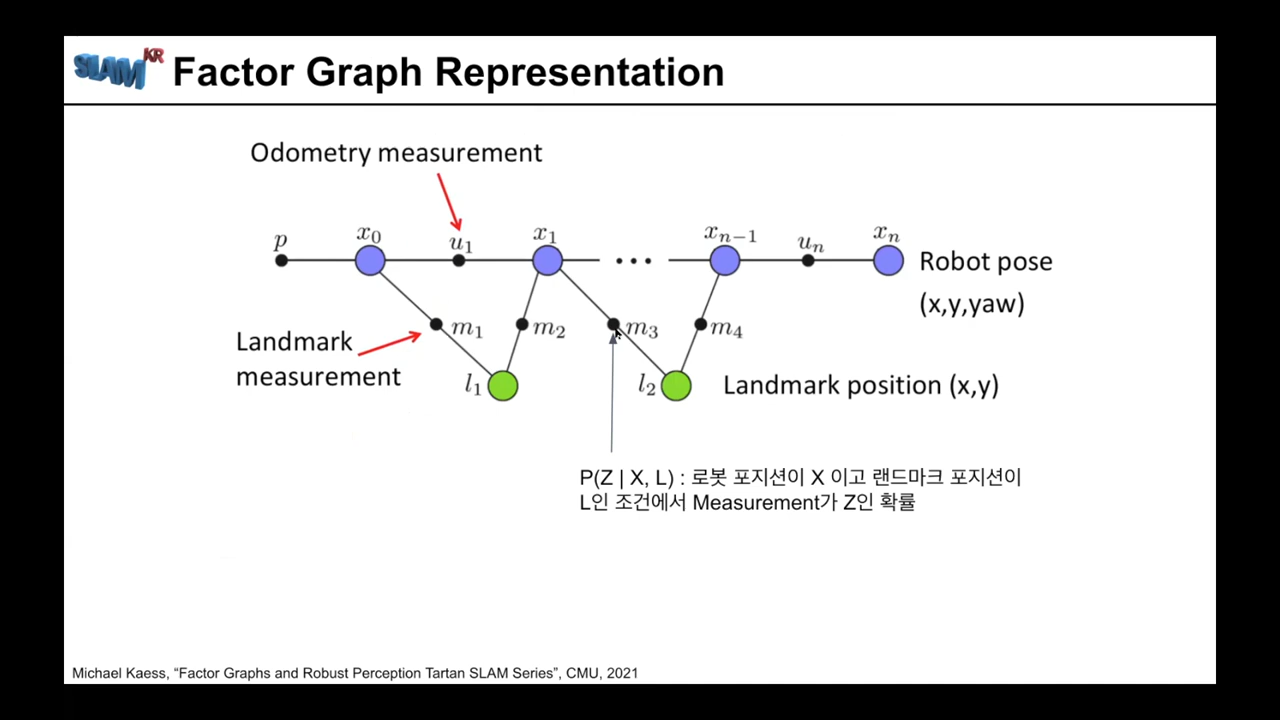 SLAM KR
Factor Graph Representation
Odometry measurement
p
x₀
u₁
x₁
xₙ₋₁
uₙ
xₙ
Robot pose
(x,y,yaw)
Landmark
measurement
m₁
m₂
m₃
m₄
l₁
l₂
Landmark position (x,y)
P(Z | X, L) : 로봇 포지션이 X 이고 랜드마크 포지션이
L인 조건에서 Measurement가 Z인 확률
Michael Kaess, “Factor Graphs and Robust Perception Tartan SLAM Series”, CMU, 2021